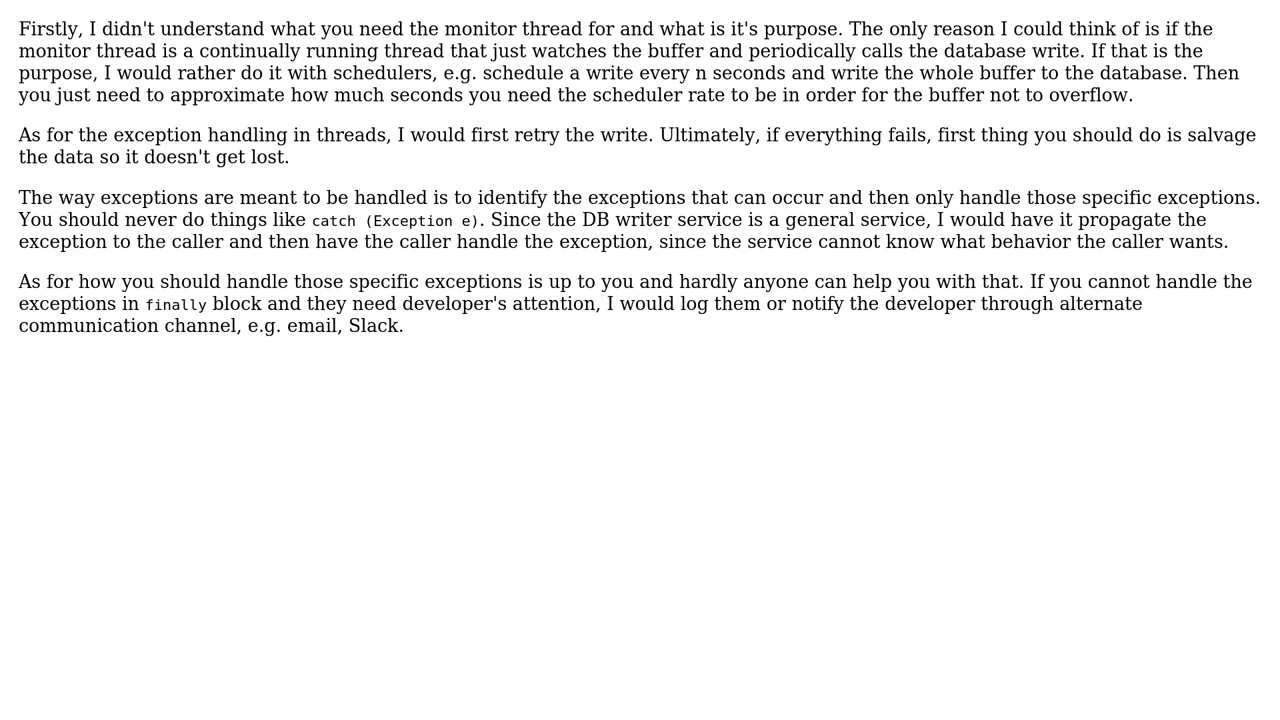 Firstly, I didn't understand what you need the monitor thread for and what is it's purpose. The only reason I could think of is if the
monitor thread is a continually running thread that just watches the buffer and periodically calls the database write. If that is the
purpose, I would rather do it with schedulers, e.g. schedule a write every n seconds and write the whole buffer to the database. Then
you just need to approximate how much seconds you need the scheduler rate to be in order for the buffer not to overflow.
As for the exception handling in threads, I would first retry the write. Ultimately, if everything fails, first thing you should do is salvage
the data so it doesn't get lost.
The way exceptions are meant to be handled is to identify the exceptions that can occur and then only handle those specific exceptions.
You should never do things like catch (Exception e). Since the DB writer service is a general service, I would have it propagate the
exception to the caller and then have the caller handle the exception, since the service cannot know what behavior the caller wants.
As for how you should handle those specific exceptions is up to you and hardly anyone can help you with that. If you cannot handle the
exceptions in finally block and they need developer's attention, I would log them or notify the developer through alternate
communication channel, e.g. email, Slack.